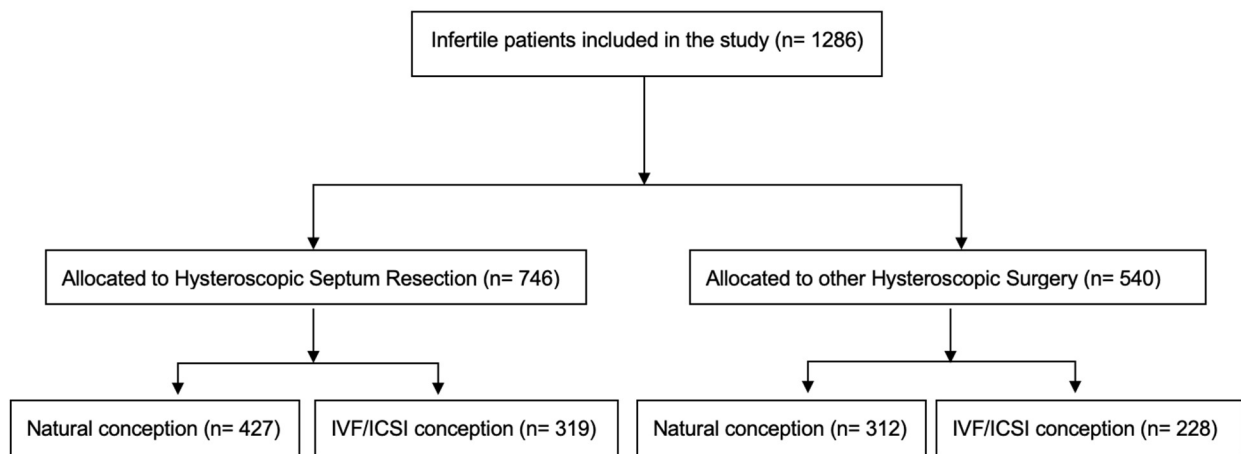 Infertile patients included in the study (n= 1286)
Allocated to Hysteroscopic Septum Resection (n= 746)
Allocated to other Hysteroscopic Surgery (n= 540)
Natural conception (n= 427)
IVF/ICSI conception (n= 319)
Natural conception (n= 312)
IVF/ICSI conception (n= 228)